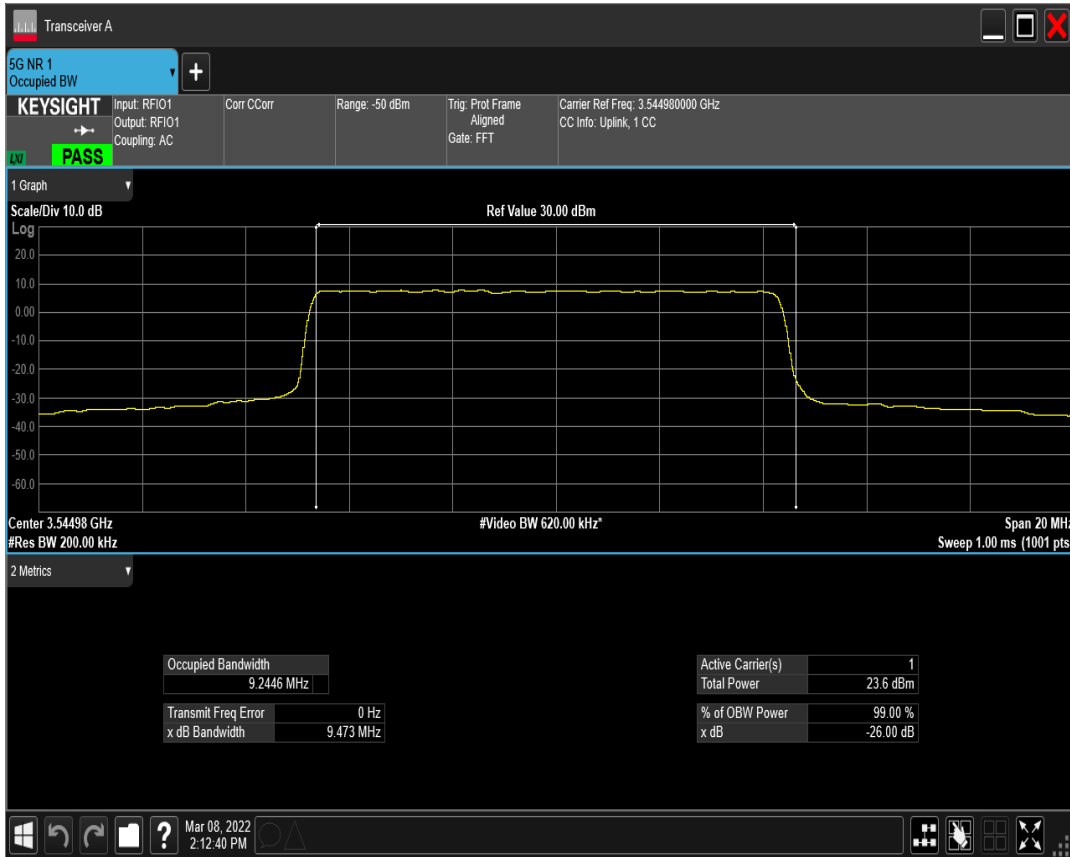 Transceiver A
5G NR 1
Occupied BW
KEYSIGHT
LXI
PASS
Input: RFIO1
Output: RFIO1
Coupling: AC
Corr CCorr
Range: -50 dBm
Trig: Prot Frame
Aligned
Gate: FFT
Carrier Ref Freq: 3.544980000 GHz
CC Info: Uplink, 1 CC
1 Graph
Scale/Div 10.0 dB
Ref Value 30.00 dBm
Log
20.0
10.0
0.00
-10.0
-20.0
-30.0
-40.0
-50.0
-60.0
Center 3.54498 GHz
#Video BW 620.00 kHz*
Span 20 MHz
#Res BW 200.00 kHz
Sweep 1.00 ms (1001 pts
2 Metrics
Occupied Bandwidth
9.2446 MHz
Transmit Freq Error 0 Hz
x dB Bandwidth 9.473 MHz
Active Carrier(s) 1
Total Power 23.6 dBm
% of OBW Power 99.00 %
x dB -26.00 dB
?
Mar 08, 2022
2:12:40 PM